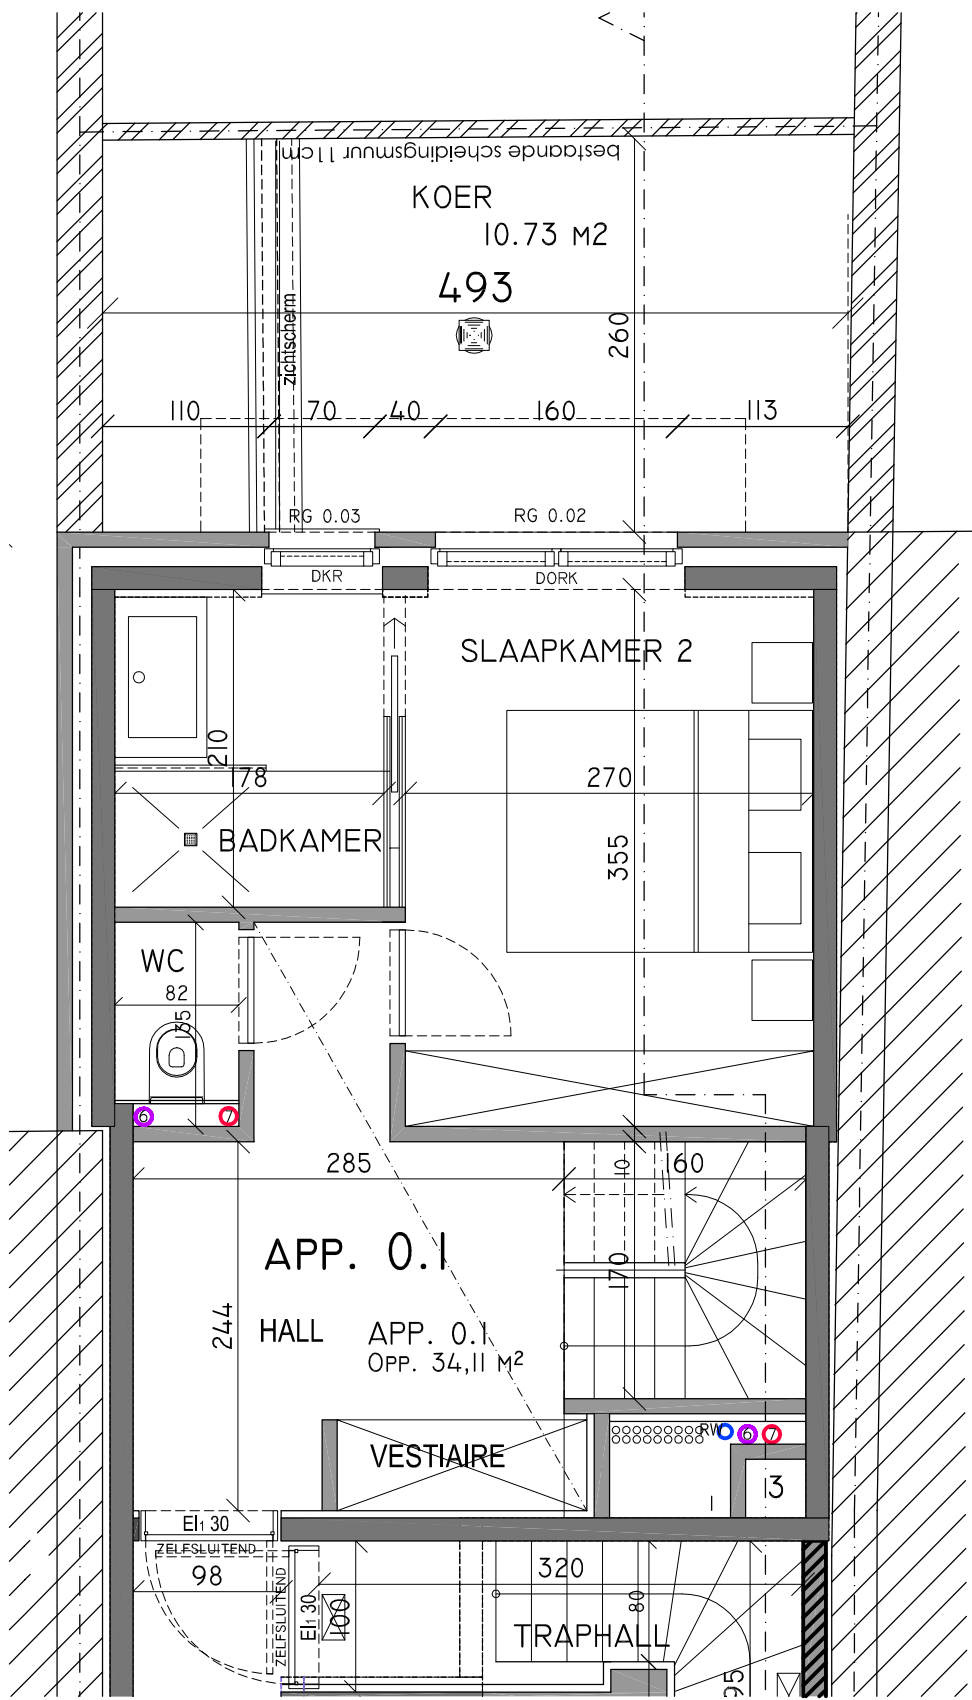 bestaande scheidingsmuur 11cm
KOER
10.73 M2
493
zichtscherm
260
110
70
40
160
113
RG 0.03
RG 0.02
DKR
DORK
SLAAPKAMER 2
210
178
270
BADKAMER
355
WC
82
135
6
7
285
10
160
APP. 0.1
170
244
HALL
APP. 0.1
OPP. 34,11 M²
VESTIAIRE
RW
6
7
3
EI₁ 30
ZELFSLUITEND
98
ZELFSLUITEND
EI₁ 30
100
320
80
TRAPHALL
95